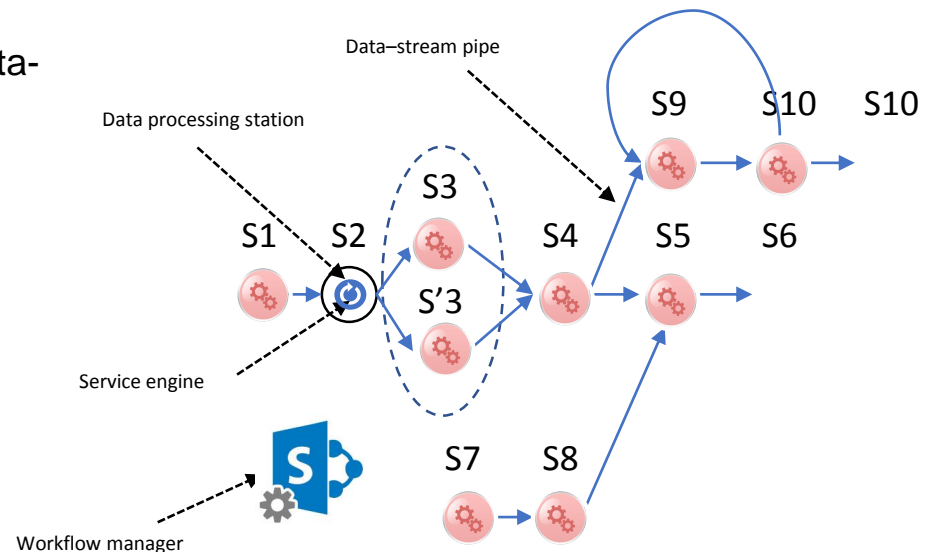 ta-
Data–stream pipe
Data processing station
S9 S10 S10
S3
S1 S2 S4 S5 S6
S’3
Service engine
S
S7 S8
Workflow manager